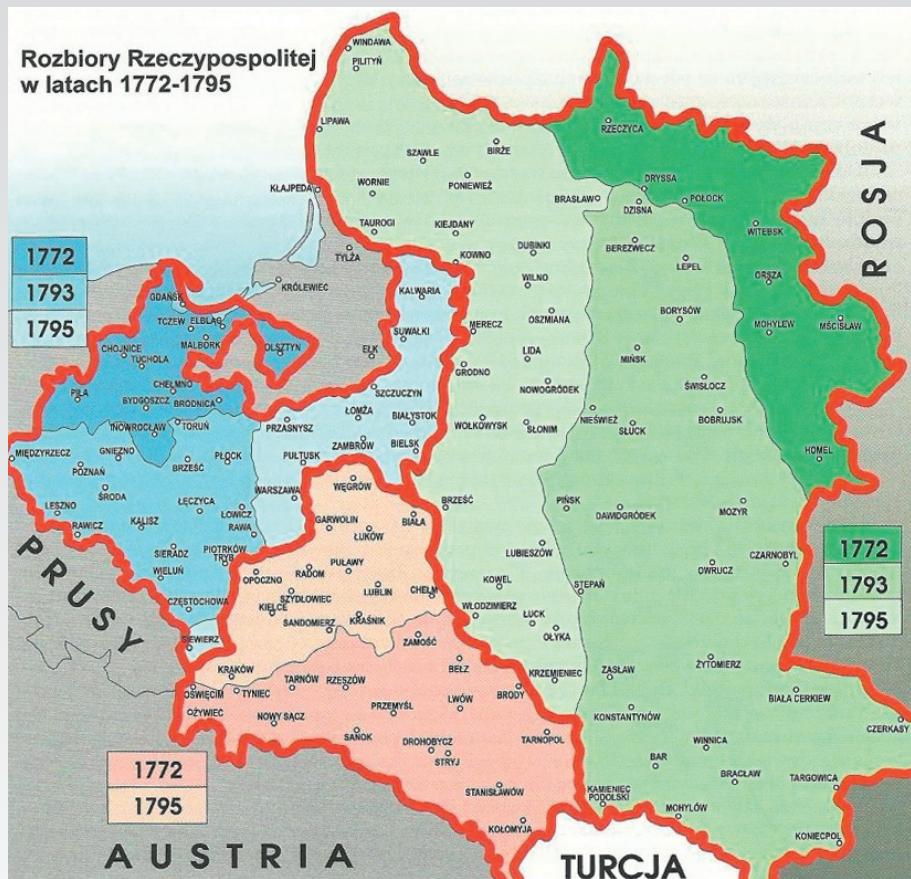 Rozbiory Rzeczypospolitej
w latach 1772-1795
WINDAWA
PILITYŃ
LIPAWA
RZECZYCA
BIRŻE
SZAWLE
PONIEWIEŻ
WORNIE
KŁAJPEDA
TAUROGI
KIEJDANY
BRASŁAW
DRYSSA
DZISNA
POŁOCK
WITEBSK
ROSJA
1772
1793
1795
TYLŻA
KRÓLEWIEC
KOWNO
DUBINKI
WILNO
BEREZWECZ
LEPEL
ORSZA
GDAŃSK
TCZEW
ELBLĄG
MALBORK
CHOJNICE
TUCHOLA
OLSZTYN
KALWARIA
SUWAŁKI
EŁK
MERECZ
OSZMIANA
BORYSÓW
MOHYLEW
MŚCISŁAW
LIDA
MIŃSK
GRODNO
NOWOGRÓDEK
ŚWISŁOCZ
PIŁA
CHEŁMNO
BYDGOSZCZ
BRODNICA
SZCZUCZYN
ŁOMŻA
BIAŁYSTOK
PRZASNYSZ
ZAMBRÓW
BIELSK
WOŁKOWYSK
SŁONIM
NIEŚWIEŻ
SŁUCK
BOBRUJSK
HOMEL
INOWROCŁAW
TORUŃ
MIĘDZYRZECZ
GNIEZNO
POZNAŃ
BRZEŚĆ
PŁOCK
PUŁTUSK
ŚRODA
LESZNO
ŁĘCZYCA
ŁOWICZ
RAWA
WARSZAWA
WĘGRÓW
RAWICZ
KALISZ
GARWOLIN
ŁUKÓW
BIAŁA
BRZEŚĆ
PIŃSK
DAWIDGRÓDEK
MOZYR
SIERADZ
PIOTRKÓW
TRYB.
WIELUŃ
LUBIESZÓW
CZARNOBYL
OWRUCZ
1772
1793
1795
PRUSY
OPOCZNO
RADOM
PUŁAWY
SZYDŁOWIEC
KIELCE
LUBLIN
CHEŁM
KOWEL
STEPAŃ
WŁODZIMIERZ
ŁUCK
OŁYKA
CZĘSTOCHOWA
SANDOMIERZ
KRAŚNIK
SIEWIERZ
ZAMOŚĆ
KRAKÓW
BEŁZ
KRZEMIENIEC
ZASŁAW
ŻYTOMIERZ
OŚWIĘCIM
TYNIEC
TARNÓW
RZESZÓW
BRODY
BIAŁA CERKIEW
ŻYWIEC
NOWY SĄCZ
PRZEMYŚL
LWÓW
KONSTANTYNÓW
CZERKASY
SANOK
DROHOBYCZ
STRYJ
TARNOPOL
WINNICA
BAR
1772
1795
STANISŁAWÓW
KAMIENIEC
PODOLSKI
BRACŁAW
TARGOWICA
MOHYLÓW
KOŁOMYJA
KONIECPOL
AUSTRIA
TURCJA